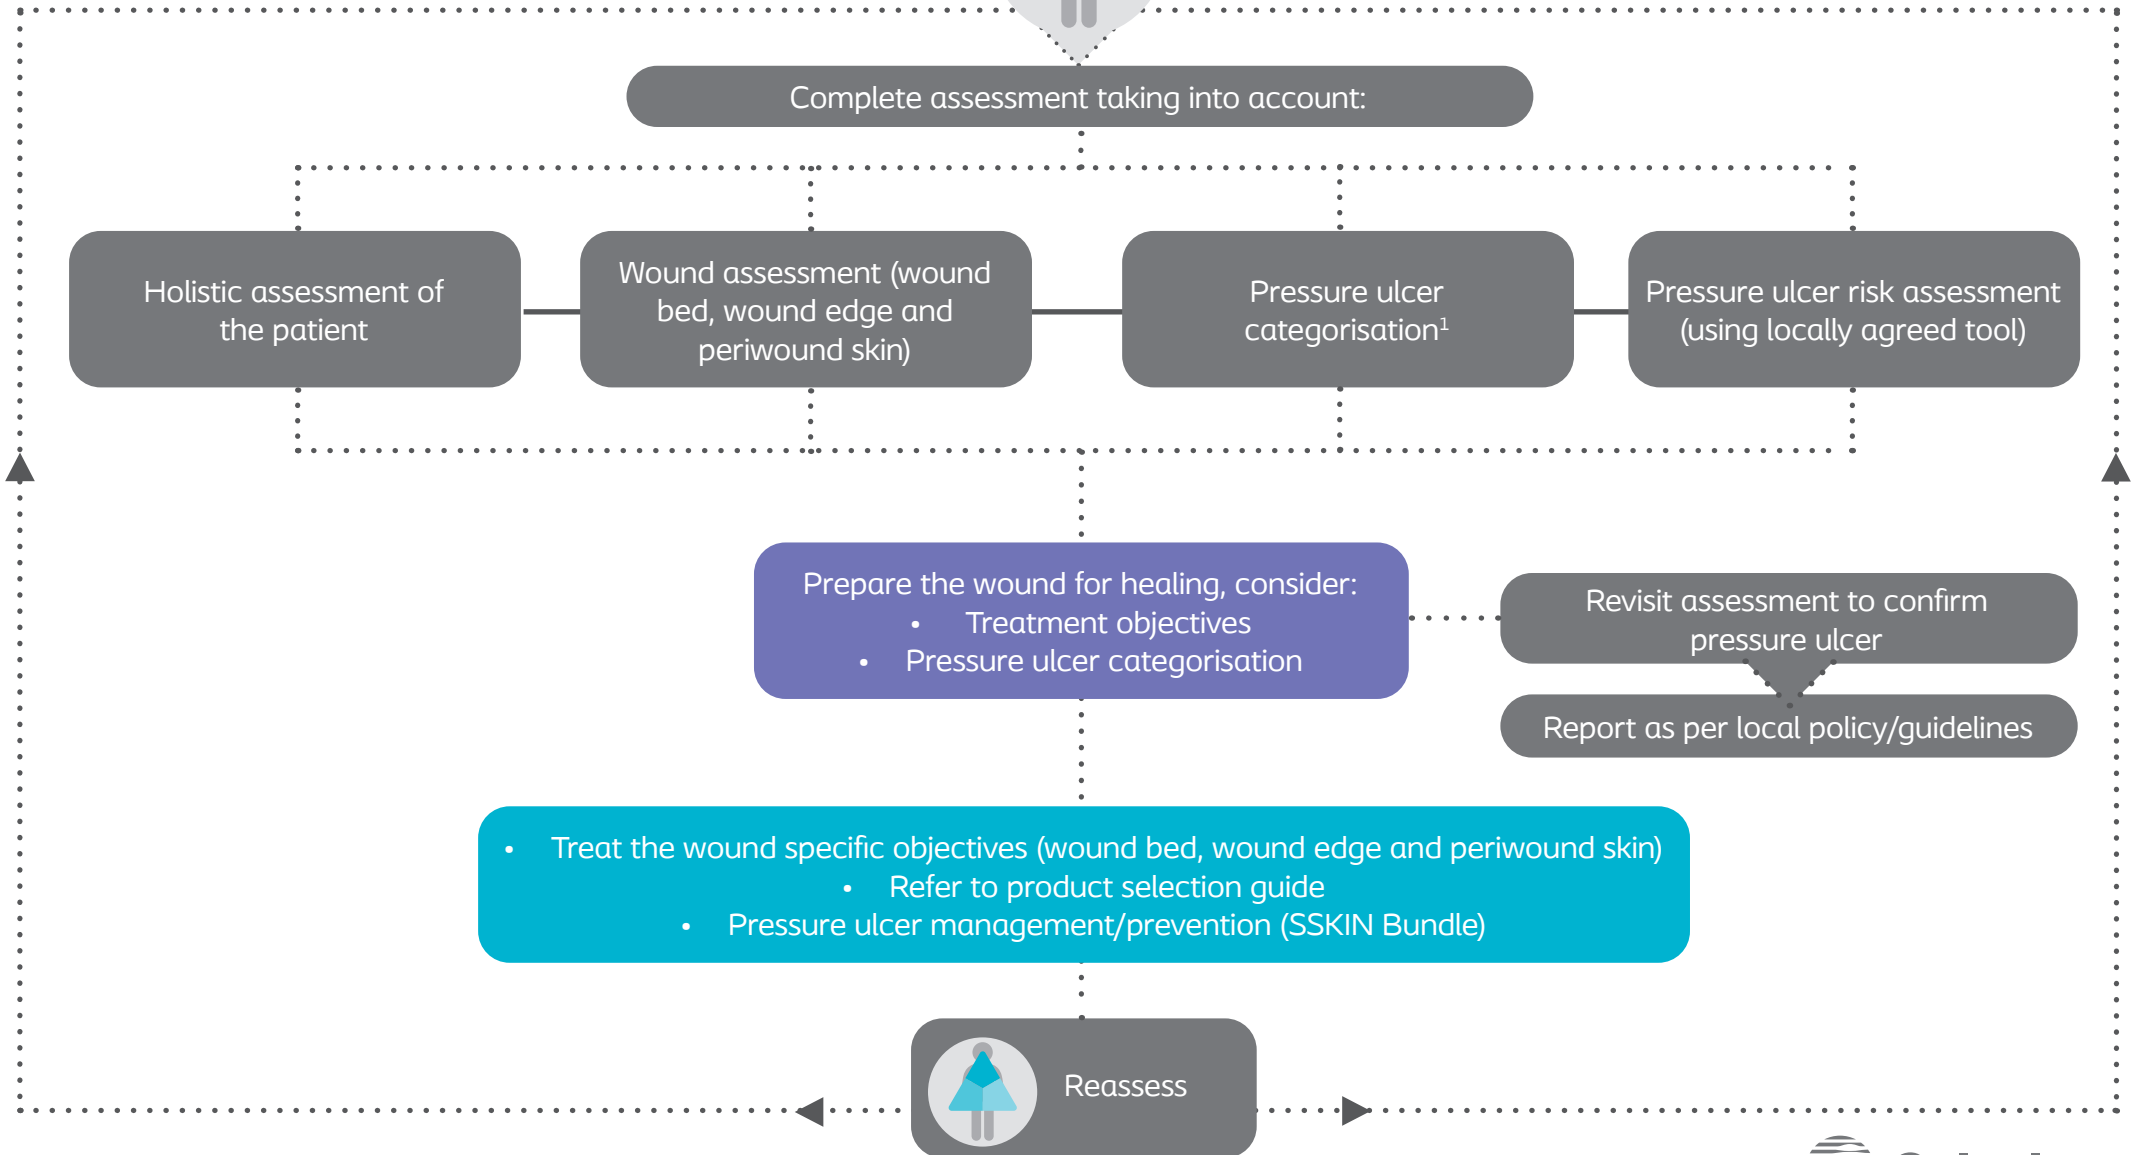 Complete assessment taking into account:
Holistic assessment of
the patient
Wound assessment (wound
bed, wound edge and
periwound skin)
Pressure ulcer
categorisation¹
Pressure ulcer risk assessment
(using locally agreed tool)
Prepare the wound for healing, consider:
• Treatment objectives
• Pressure ulcer categorisation
Revisit assessment to confirm
pressure ulcer
Report as per local policy/guidelines
• Treat the wound specific objectives (wound bed, wound edge and periwound skin)
• Refer to product selection guide
• Pressure ulcer management/prevention (SSKIN Bundle)
Reassess